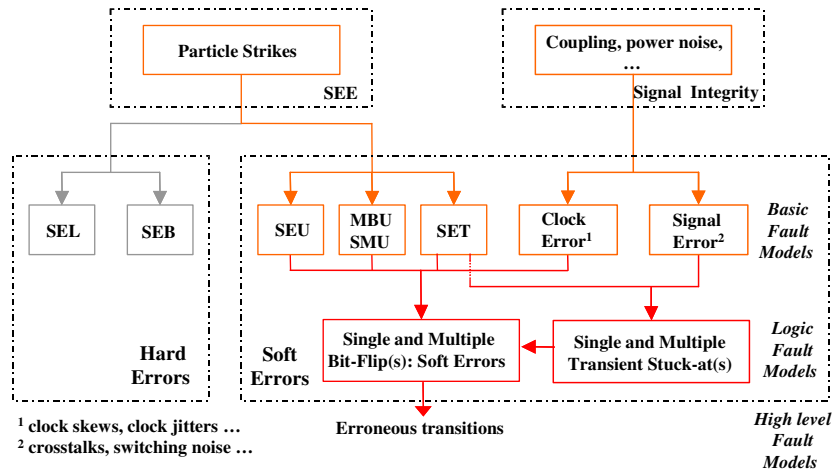 Particle Strikes
SEE
Coupling, power noise,
…
Signal Integrity
SEL
SEB
SEU
MBU
SMU
SET
Clock
Error¹
Signal
Error²
Basic
Fault
Models
Hard
Errors
Soft
Errors
Single and Multiple
Bit-Flip(s): Soft Errors
Single and Multiple
Transient Stuck-at(s)
Logic
Fault
Models
¹ clock skews, clock jitters …
² crosstalks, switching noise …
Erroneous transitions
High level
Fault
Models